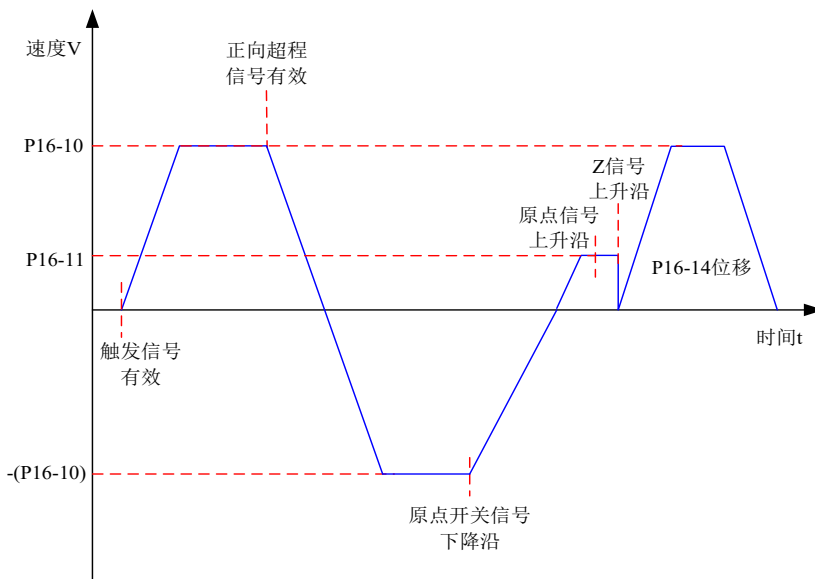 速度V
正向超程
信号有效
P16-10
Z信号
上升沿
原点信号
上升沿
P16-11
P16-14位移
触发信号
有效
时间t
-(P16-10)
原点开关信号
下降沿